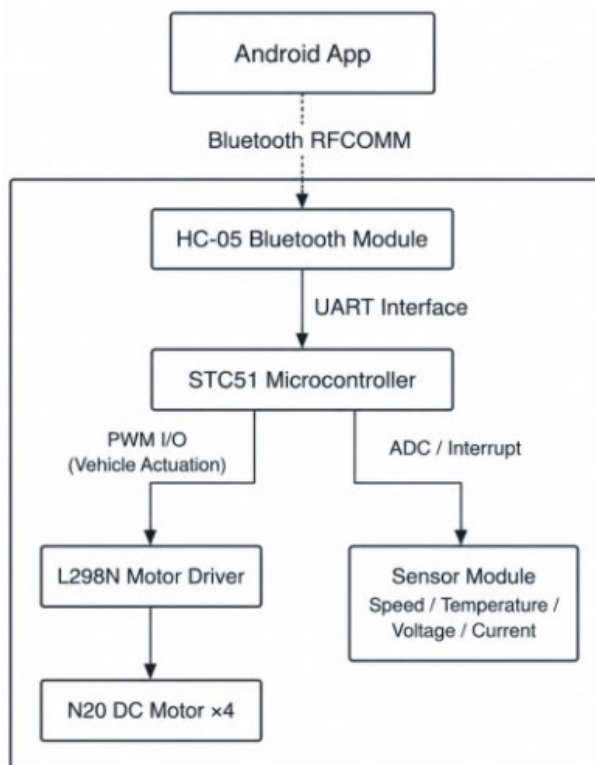 Android App
Bluetooth RFCOMM
HC-05 Bluetooth Module
UART Interface
STC51 Microcontroller
PWM I/O
(Vehicle Actuation)
ADC / Interrupt
L298N Motor Driver
Sensor Module
Speed / Temperature /
Voltage / Current
N20 DC Motor ×4